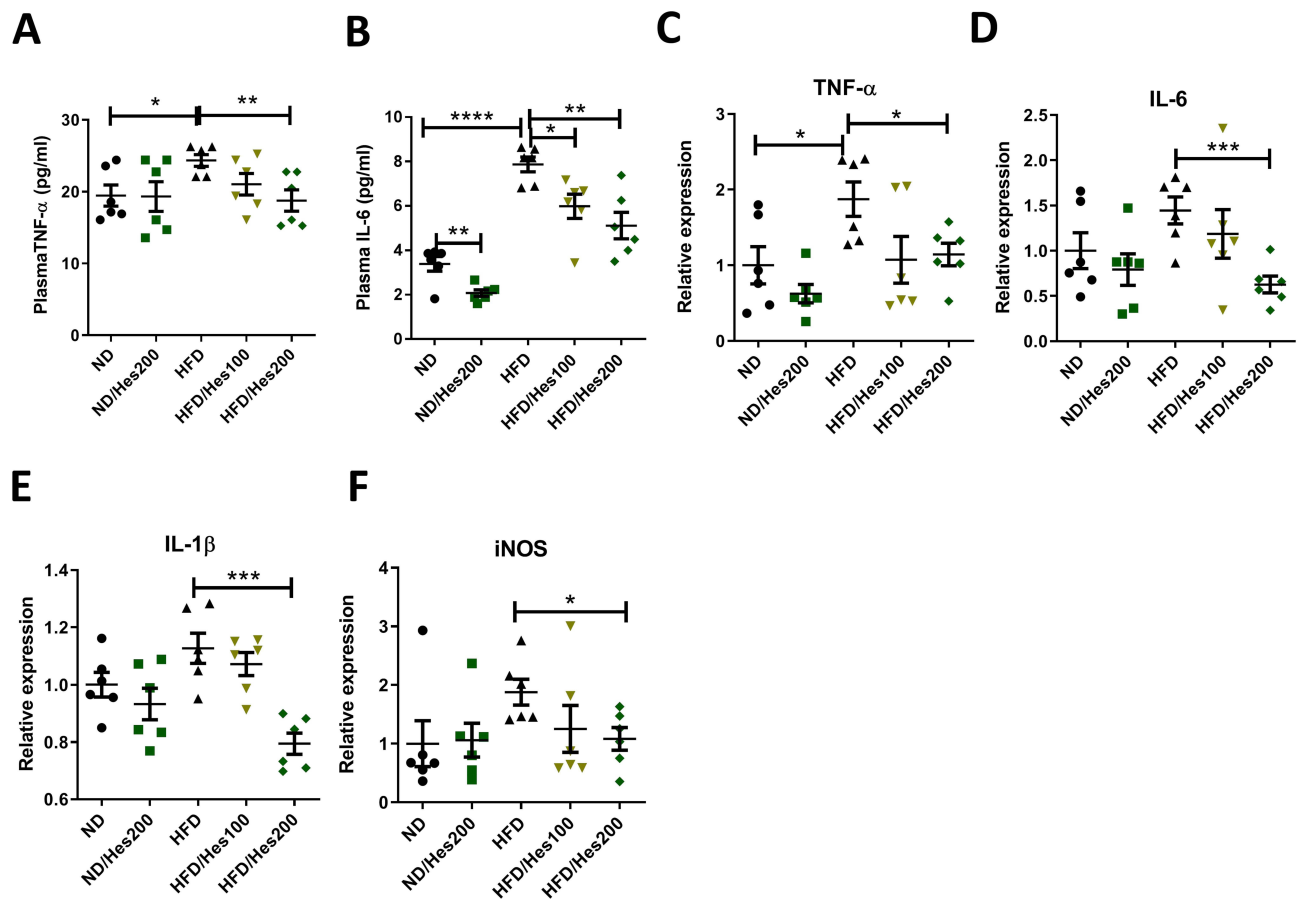 A
B
C
D
PlasmaTNF-α (pg/ml)
30
20
10
0
*
**
ND
ND/Hes200
HFD
HFD/Hes100
HFD/Hes200
Plasma IL-6 (pg/ml)
10
8
6
4
2
0
****
**
*
**
ND
ND/Hes200
HFD
HFD/Hes100
HFD/Hes200
TNF-α
Relative expression
3
2
1
0
*
*
ND
ND/Hes200
HFD
HFD/Hes100
HFD/Hes200
IL-6
Relative expression
2.5
2.0
1.5
1.0
0.5
0.0
***
ND
ND/Hes200
HFD
HFD/Hes100
HFD/Hes200
E
F
IL-1β
Relative expression
1.4
1.2
1.0
0.8
0.6
***
ND
ND/Hes200
HFD
HFD/Hes100
HFD/Hes200
iNOS
Relative expression
4
3
2
1
0
*
ND
ND/Hes200
HFD
HFD/Hes100
HFD/Hes200